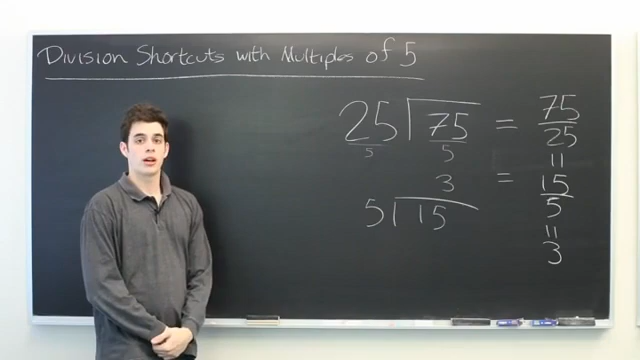 Division Shortcuts with Multiples of 5
25 75 = 75
5 5 25
=
3 = 15
5 15 5
=
3